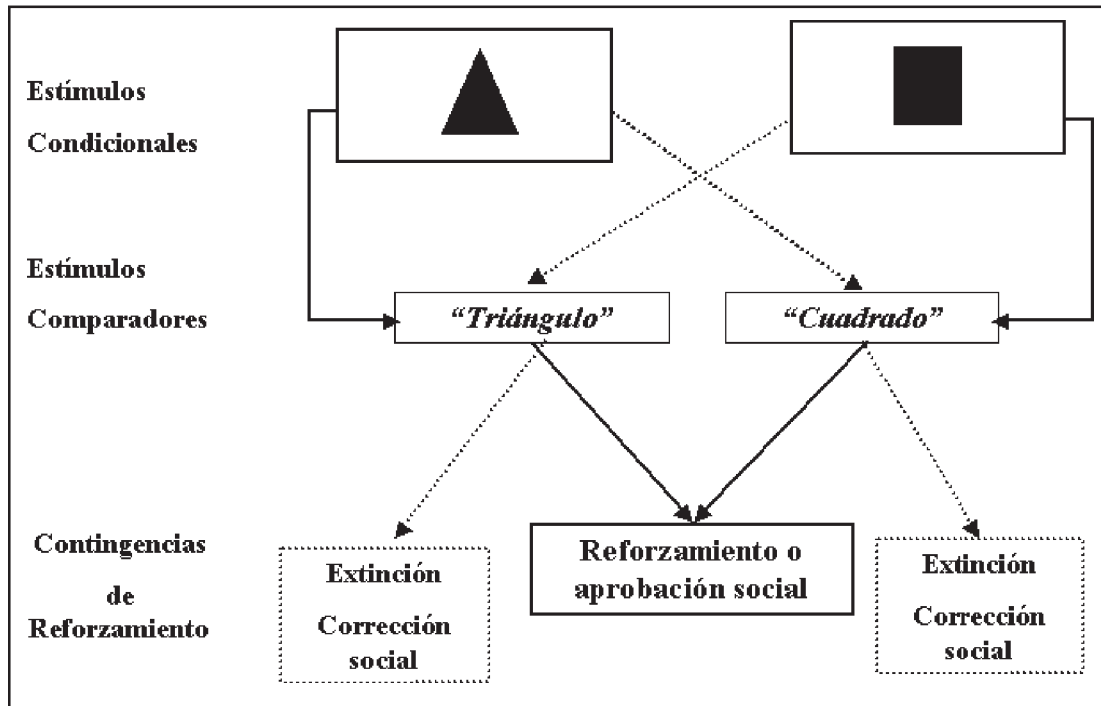 Estímulos
Condicionales
Estímulos
Comparadores
“Triángulo”
“Cuadrado”
Contingencias
de
Reforzamiento
Extinción
Corrección
social
Reforzamiento o
aprobación social
Extinción
Corrección
social